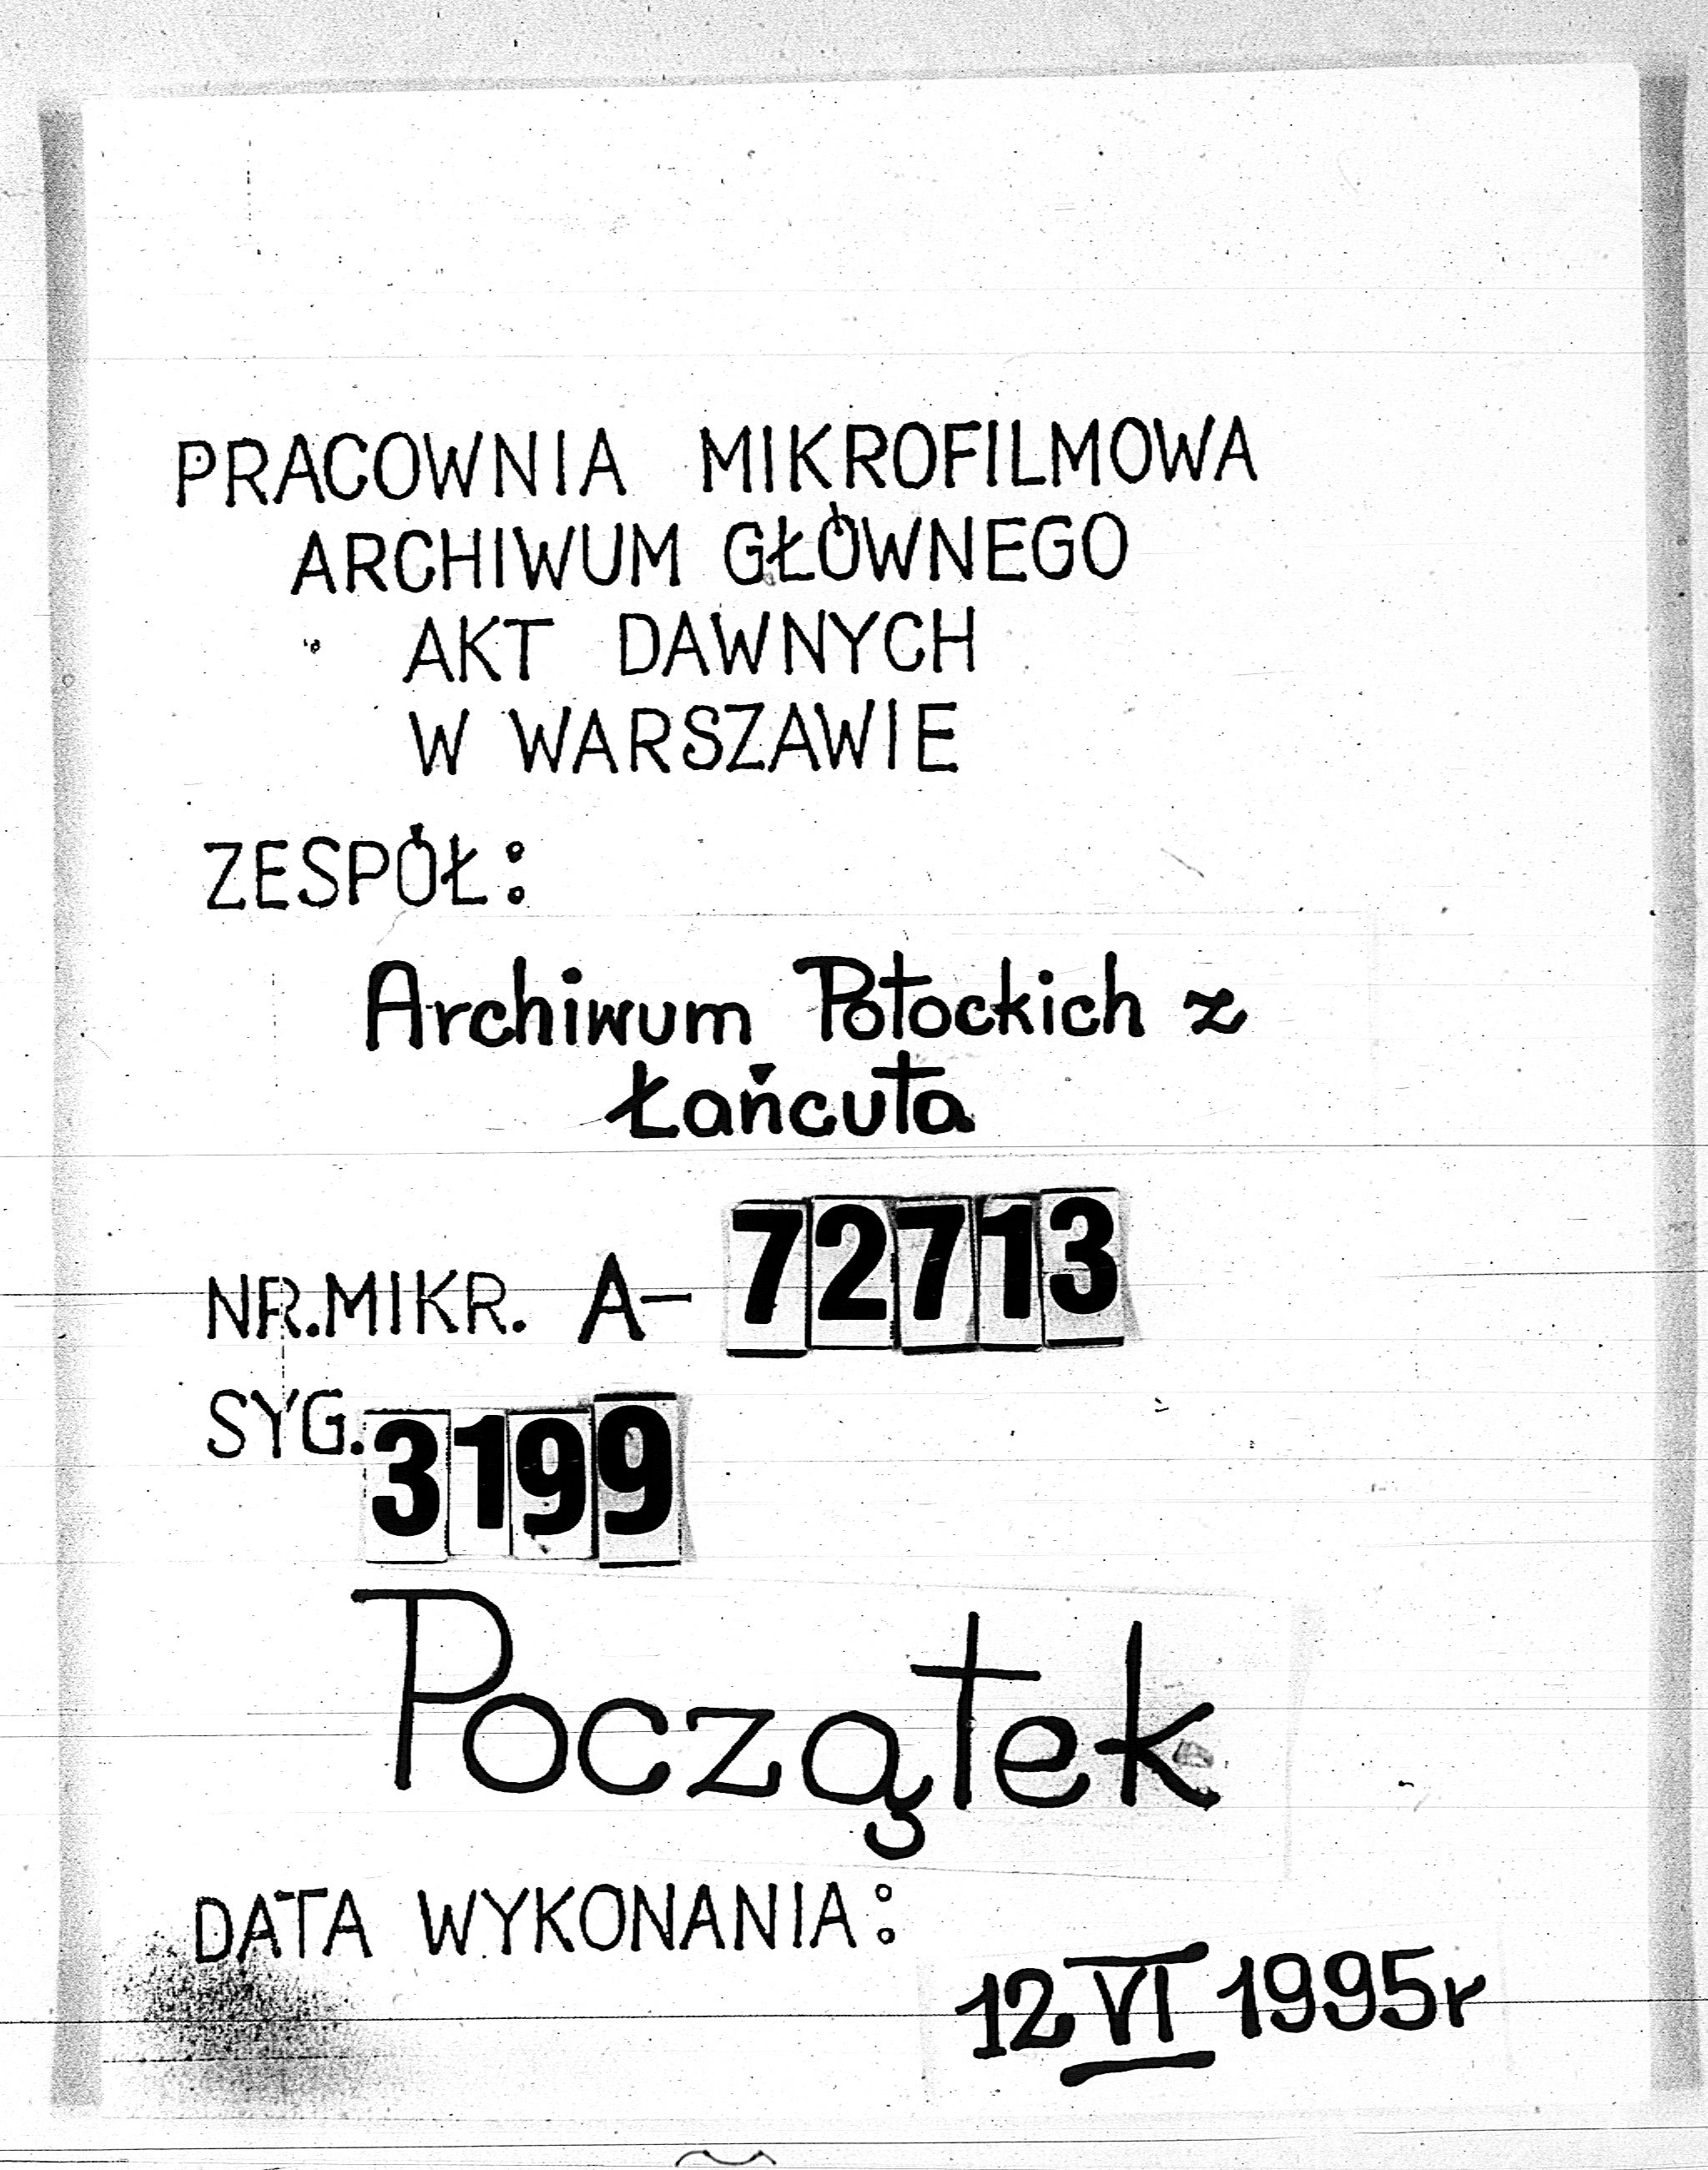 PRACOWNIA MIKROFILMOWA
ARCHIWUM GŁÓWNEGO
AKT DAWNYCH
W WARSZAWIE
ZESPÓŁ:
Archiwum Potockich z
Łańcuta
NR.MIKR. A- 72713
SYG. 3199
Początek
DATA WYKONANIA:
12 VI 1995r